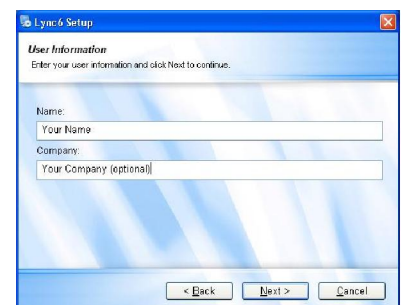 Lync6 Setup
User Information
Enter your user information and click Next to continue.
Name:
Your Name
Company:
Your Company (optional)
< Back
Next >
Cancel